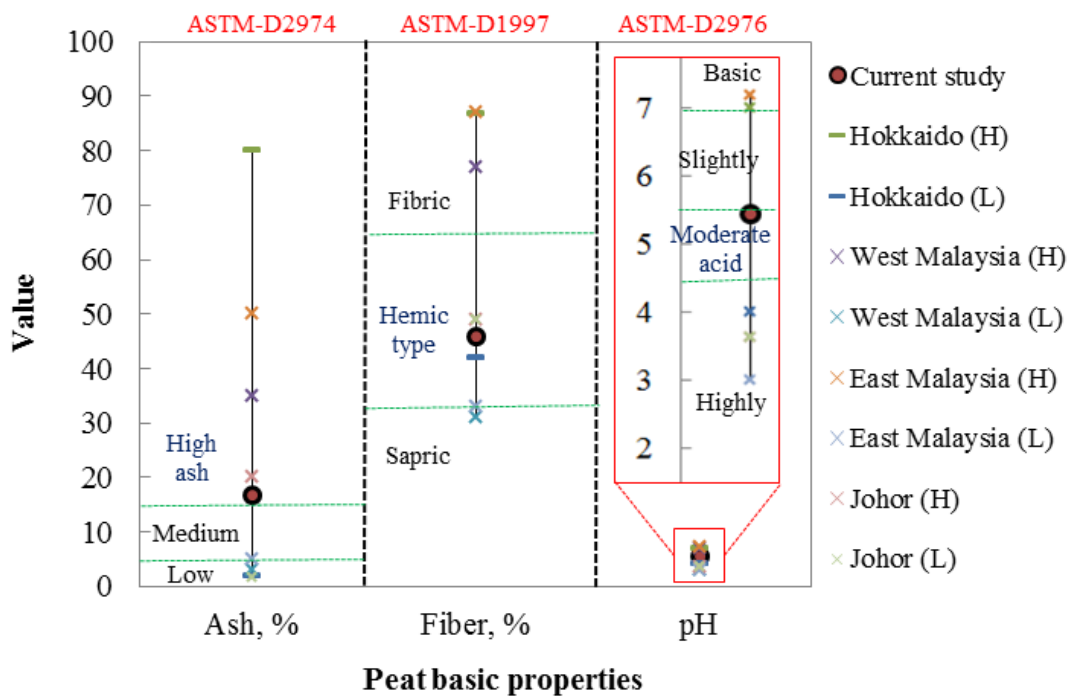 ASTM-D2974 ASTM-D1997 ASTM-D2976
Value
100
90
80
70
60
50
40
30
20
10
0
High
ash
Medium
Low
Fibric
Hemic
type
Sapric
7
6
5
4
3
2
Basic
Slightly
Moderate
acid
Highly
Ash, % Fiber, % pH
Peat basic properties
Current study
Hokkaido (H)
Hokkaido (L)
West Malaysia (H)
West Malaysia (L)
East Malaysia (H)
East Malaysia (L)
Johor (H)
Johor (L)